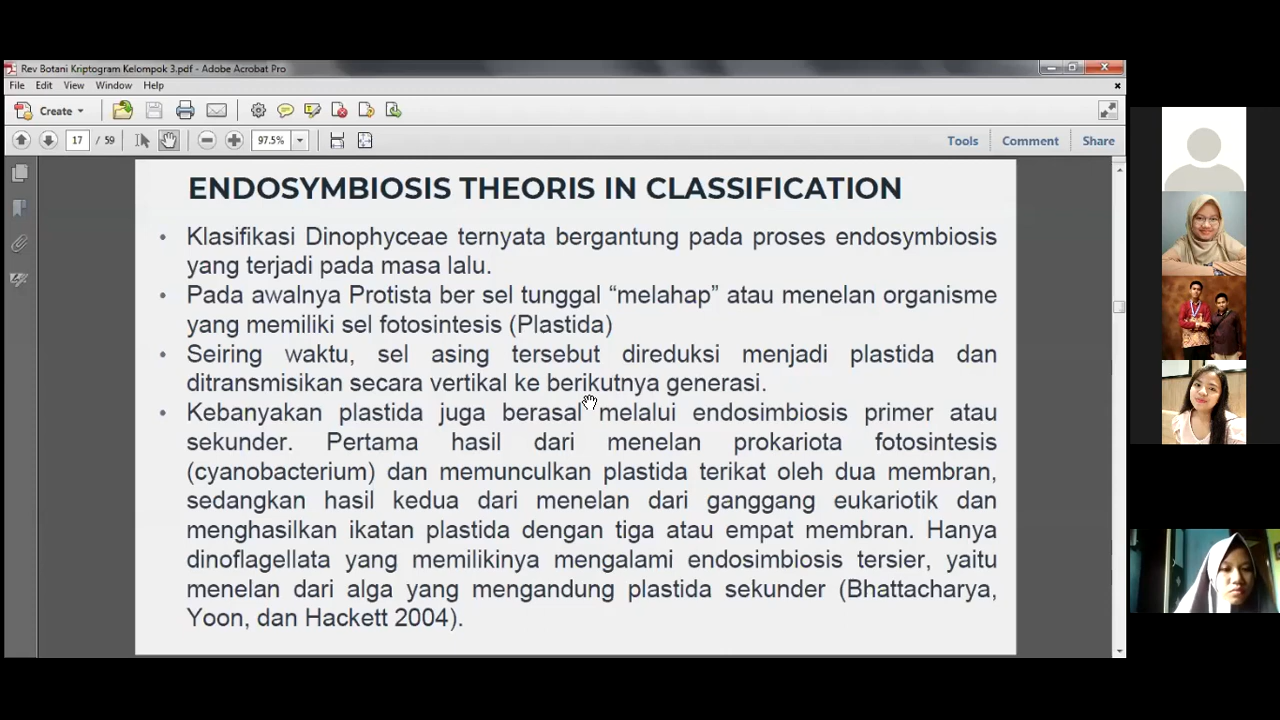 Rev Botani Kriptogram Kelompok 3.pdf - Adobe Acrobat Pro
File Edit View Window Help
Create
17 / 59 97.5% Tools Comment Share
ENDOSYMBIOSIS THEORIS IN CLASSIFICATION
• Klasifikasi Dinophyceae ternyata bergantung pada proses endosymbiosis
yang terjadi pada masa lalu.
• Pada awalnya Protista ber sel tunggal “melahap” atau menelan organisme
yang memiliki sel fotosintesis (Plastida)
• Seiring waktu, sel asing tersebut direduksi menjadi plastida dan
ditransmisikan secara vertikal ke berikutnya generasi.
• Kebanyakan plastida juga berasal melalui endosimbiosis primer atau
sekunder. Pertama hasil dari menelan prokariota fotosintesis
(cyanobacterium) dan memunculkan plastida terikat oleh dua membran,
sedangkan hasil kedua dari menelan dari ganggang eukariotik dan
menghasilkan ikatan plastida dengan tiga atau empat membran. Hanya
dinoflagellata yang memilikinya mengalami endosimbiosis tersier, yaitu
menelan dari alga yang mengandung plastida sekunder (Bhattacharya,
Yoon, dan Hackett 2004).